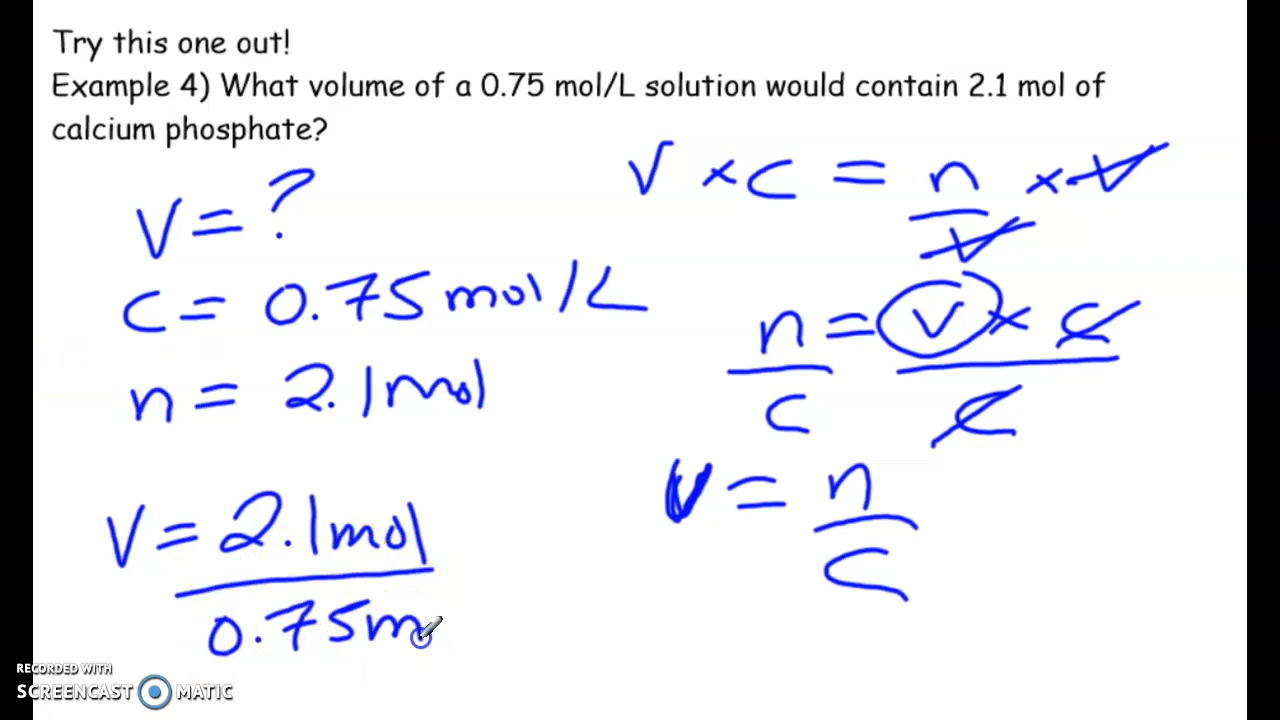 Try this one out!
Example 4) What volume of a 0.75 mol/L solution would contain 2.1 mol of
calcium phosphate?
V = ?
C = 0.75 mol/L
n = 2.1 mol
V = 2.1 mol
0.75 m
V × C = n × V
V
n = V × C
C C
V = n
C
RECORDED WITH
SCREENCAST MATIC